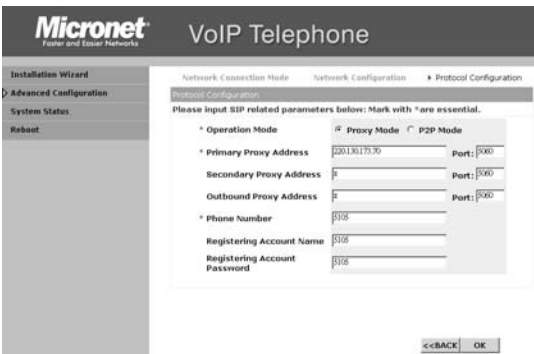 Micronet
Faster and Easier Networks
VoIP Telephone
Installation Wizard
Advanced Configuration
System Status
Reboot
Network Connection Mode Network Configuration Protocol Configuration
Protocol Configuration
Please input SIP related parameters below: Mark with *are essential.
* Operation Mode Proxy Mode P2P Mode
* Primary Proxy Address 220.130.173.70 Port: 5060
Secondary Proxy Address x Port: 5060
Outbound Proxy Address x Port: 5060
* Phone Number 5105
Registering Account Name 5105
Registering Account Password 5105
<<BACK OK